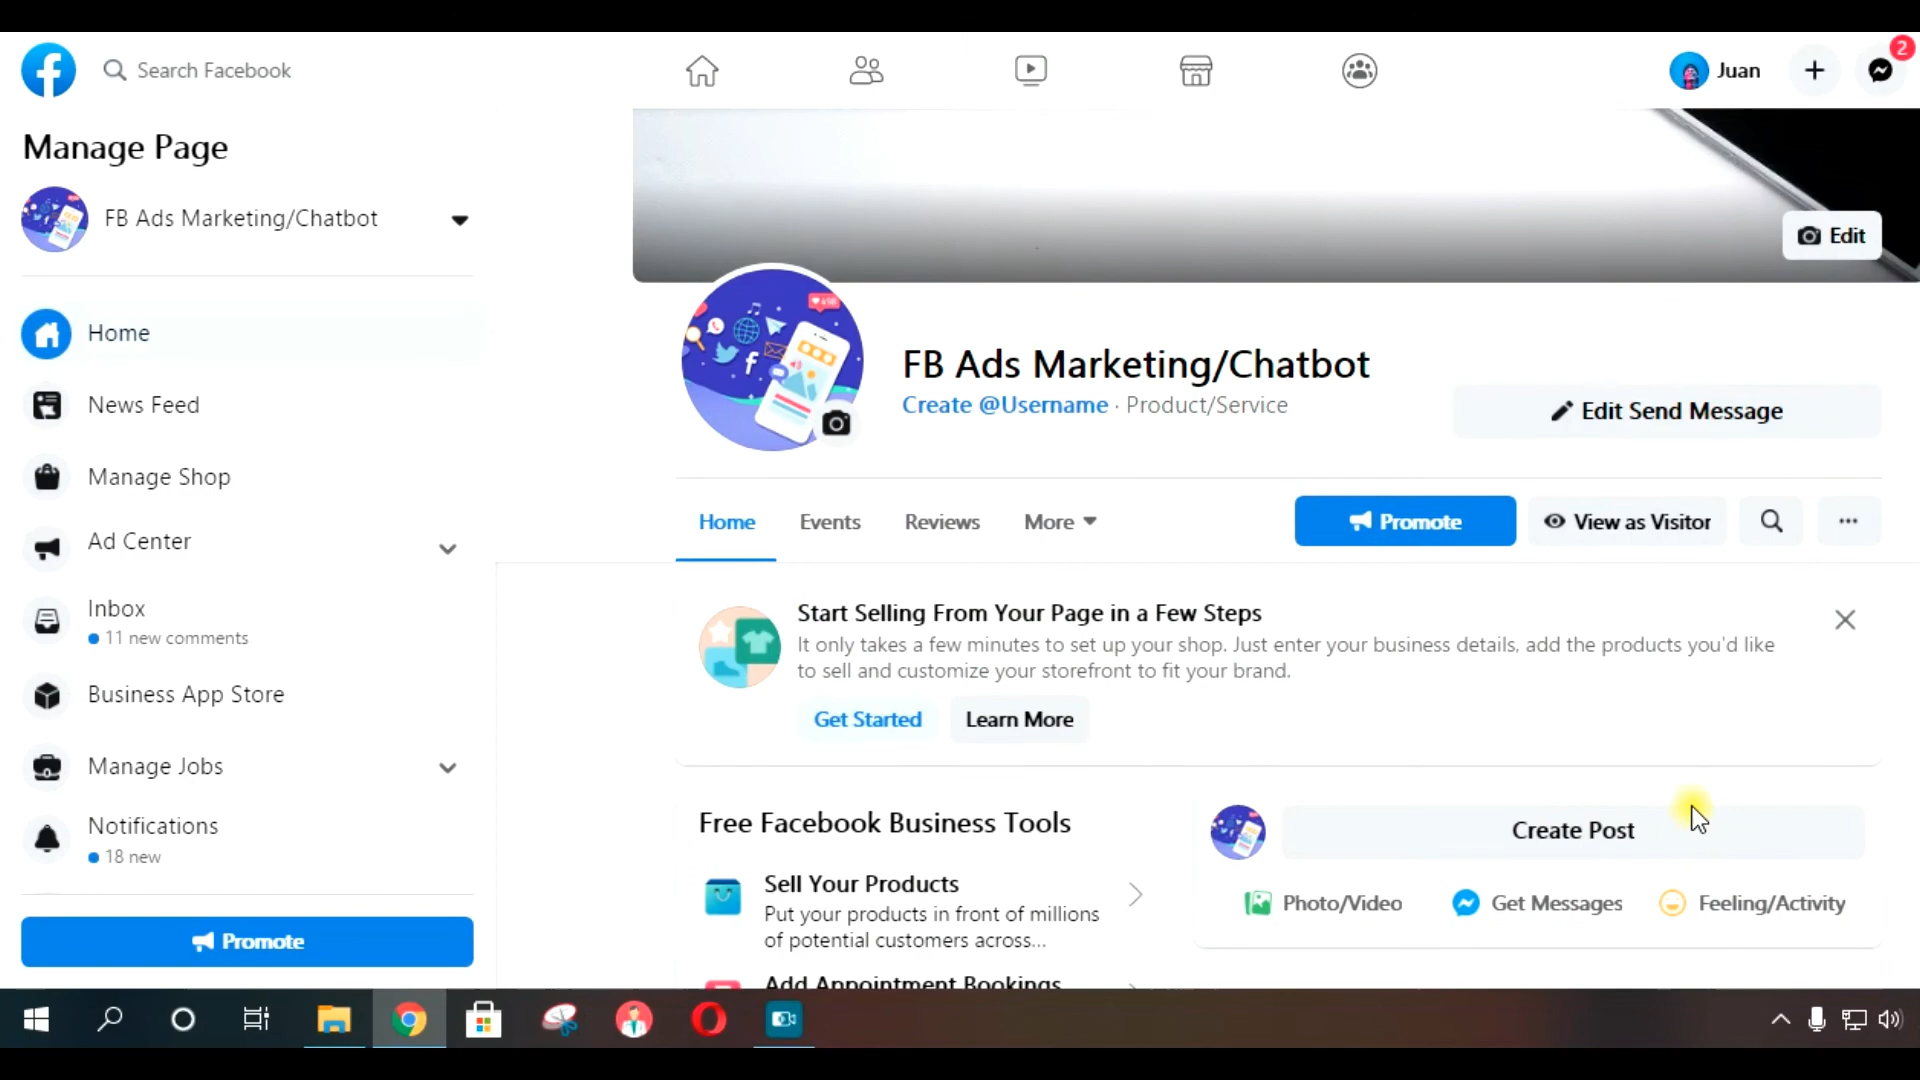 Search Facebook
Juan
2
Manage Page
FB Ads Marketing/Chatbot
Home
News Feed
Manage Shop
Ad Center
Inbox
11 new comments
Business App Store
Manage Jobs
Notifications
18 new
Promote
Edit
FB Ads Marketing/Chatbot
Create @Username · Product/Service
Edit Send Message
Home
Events
Reviews
More
Promote
View as Visitor
Start Selling From Your Page in a Few Steps
It only takes a few minutes to set up your shop. Just enter your business details, add the products you'd like
to sell and customize your storefront to fit your brand.
Get Started
Learn More
Free Facebook Business Tools
Sell Your Products
Put your products in front of millions
of potential customers across...
Add Appointment Bookings
Create Post
Photo/Video
Get Messages
Feeling/Activity